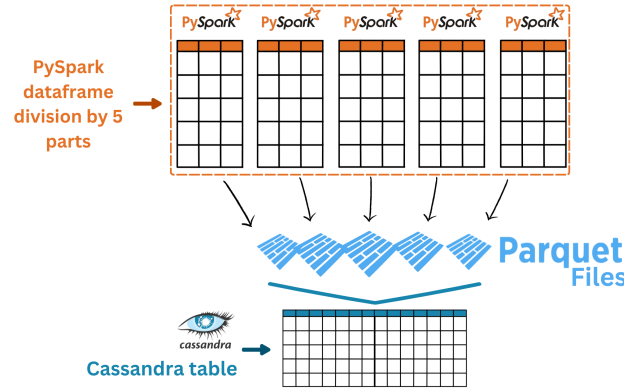 PySpark PySpark PySpark PySpark PySpark
PySpark
dataframe
division by 5
parts
Parquet
Files
cassandra
Cassandra table